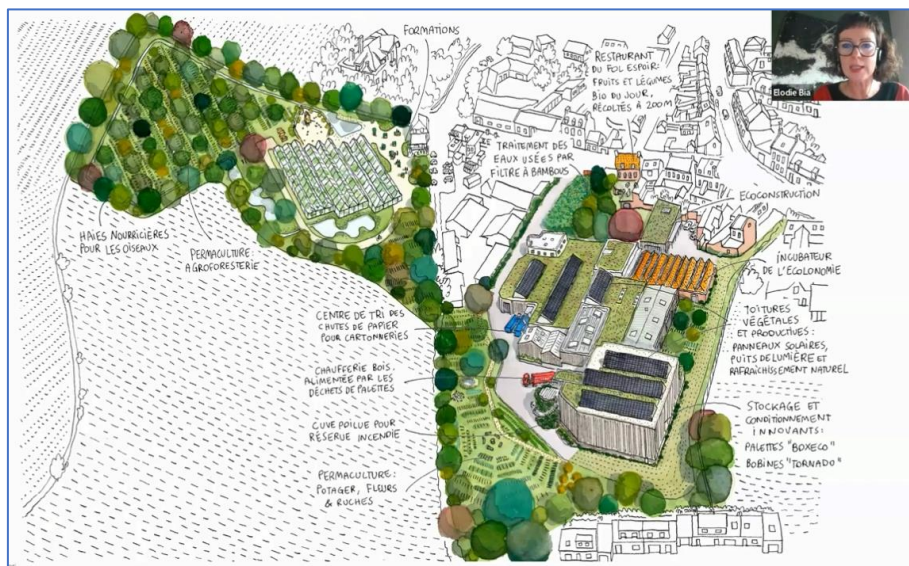 FORMATIONS
RESTAURANT
DU FOL ESPOIR:
FRUITS ET LÉGUMES
BIO DU JOUR,
RÉCOLTÉS À 200M
Elodie Bia
TRAITEMENT DES
EAUX USÉES PAR
FILTRE À BAMBOUS
ÉCOCONSTRUCTION
HAIES NOURRICIÈRES
POUR LES OISEAUX
PERMACULTURE:
AGROFORESTERIE
INCUBATEUR
DE L'ÉCOLONOMIE
CENTRE DE TRI DES
CHUTES DE PAPIER
POUR CARTONNERIES
TOITURES
VÉGÉTALES
ET PRODUCTIVES:
PANNEAUX SOLAIRES,
PUITS DE LUMIÈRE ET
RAFRAÎCHISSEMENT NATUREL
CHAUFFERIE BOIS
ALIMENTÉE PAR LES
DÉCHETS DE PALETTES
CUVE POILUE POUR
RÉSERVE INCENDIE
STOCKAGE ET
CONDITIONNEMENT
INNOVANTS:
PALETTES "BOXECO"
BOBINES "TORNADO"
PERMACULTURE:
POTAGER, FLEURS
& RUCHES